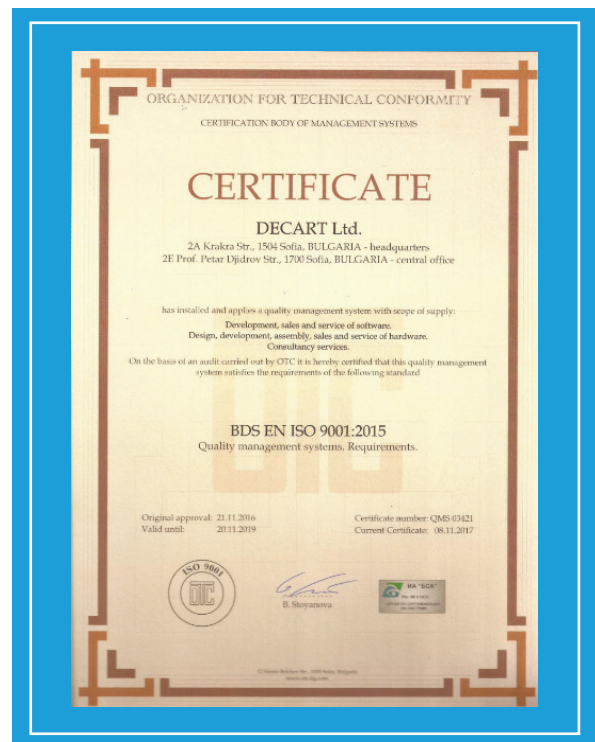 ORGANIZATION FOR TECHNICAL CONFORMITY
CERTIFICATION BODY OF MANAGEMENT SYSTEMS
CERTIFICATE
DECART Ltd.
2A Krakra Str., 1504 Sofia, BULGARIA - headquarters
2E Prof. Petar Djidrov Str., 1700 Sofia, BULGARIA - central office
has installed and applies a quality management system with scope of supply:
Development, sales and service of software.
Design, development, assembly, sales and service of hardware.
Consultancy services.
On the basis of an audit carried out by OTC it is hereby certified that this quality management
system satisfies the requirements of the following standard
OTC
BDS EN ISO 9001:2015
Quality management systems. Requirements.
Original approval: 21.11.2016
Valid until: 20.11.2019
Certificate number: QMS 03421
Current Certificate: 08.11.2017
ISO 9001
OTC
B. Stoyanova
ИА "БСА"